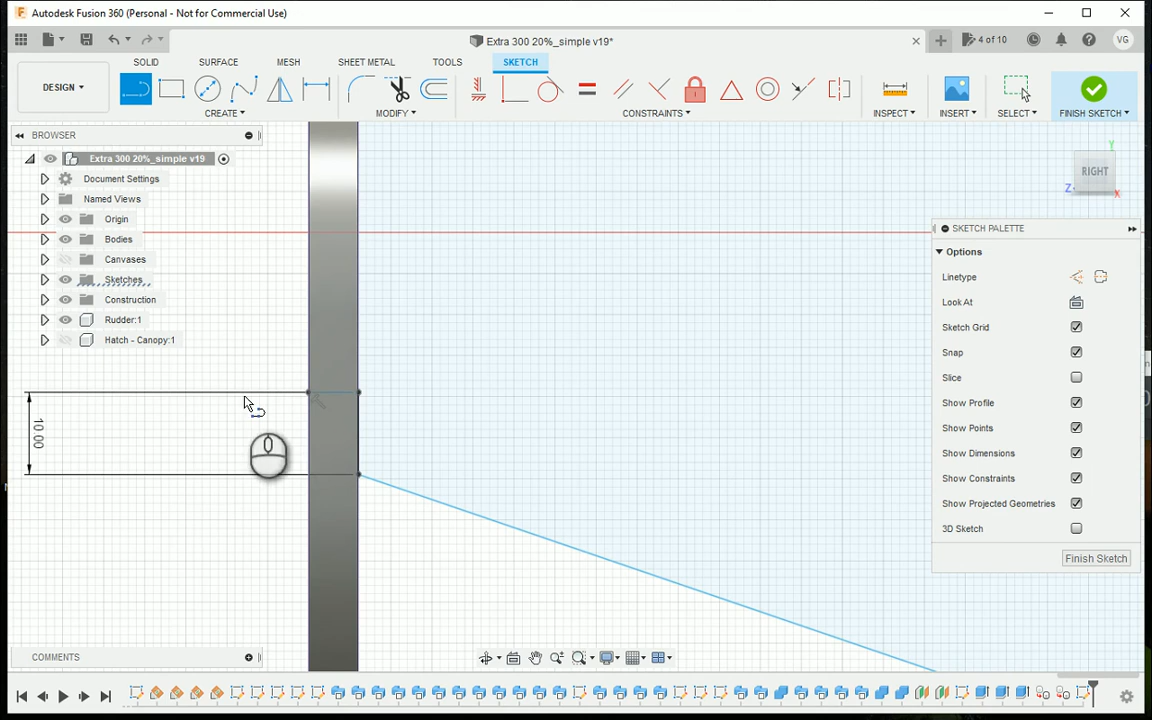 Autodesk Fusion 360 (Personal - Not for Commercial Use)
Extra 300 20%_simple v19*
4 of 10
VG
DESIGN
SOLID
SURFACE
MESH
SHEET METAL
TOOLS
SKETCH
CREATE
MODIFY
CONSTRAINTS
INSPECT
INSERT
SELECT
FINISH SKETCH
BROWSER
Extra 300 20%_simple v19
Document Settings
Named Views
Origin
Bodies
Canvases
Sketches
Construction
Rudder:1
Hatch - Canopy:1
10.00
Y
RIGHT
Z
X
SKETCH PALETTE
Options
Linetype
Look At
Sketch Grid
Snap
Slice
Show Profile
Show Points
Show Dimensions
Show Constraints
Show Projected Geometries
3D Sketch
Finish Sketch
COMMENTS